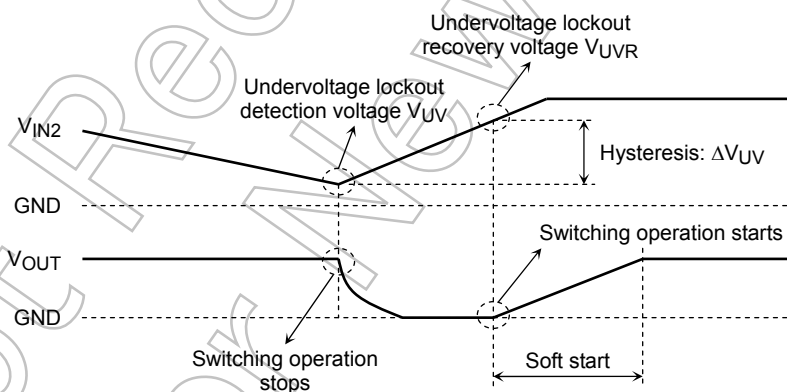 Undervoltage lockout
recovery voltage VUVR
Undervoltage lockout
detection voltage VUV
VIN2
Hysteresis: ΔVUV
GND
Switching operation starts
VOUT
GND
Switching operation
stops
Soft start